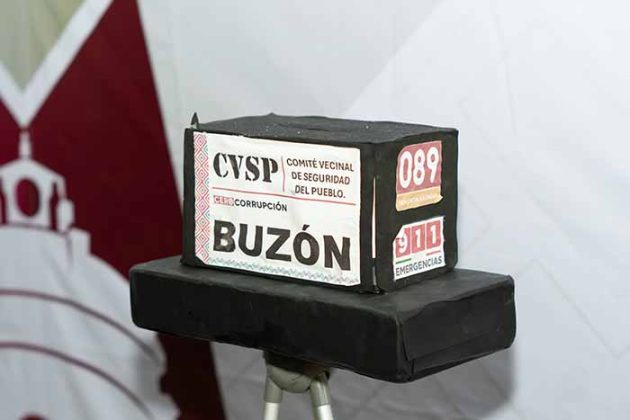 CVSP
COMITÉ VECINAL
DE SEGURIDAD
DEL PUEBLO.
CERO CORRUPCIÓN
BUZÓN
089
911
EMERGENCIAS